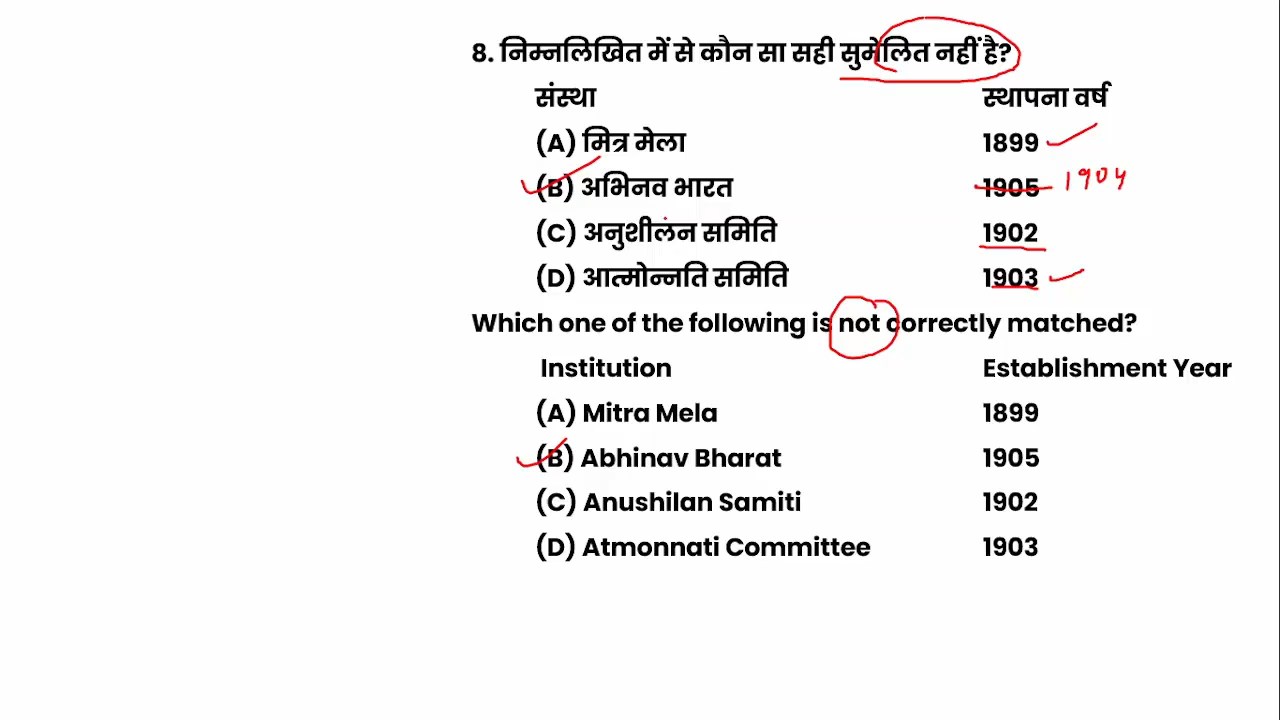 8. निम्नलिखित में से कौन सा सही सुमेलित नहीं है?
संस्था स्थापना वर्ष
(A) मित्र मेला 1899
(B) अभिनव भारत 1905 1904
(C) अनुशीलन समिति 1902
(D) आत्मोन्नति समिति 1903
Which one of the following is not correctly matched?
Institution Establishment Year
(A) Mitra Mela 1899
(B) Abhinav Bharat 1905
(C) Anushilan Samiti 1902
(D) Atmonnati Committee 1903